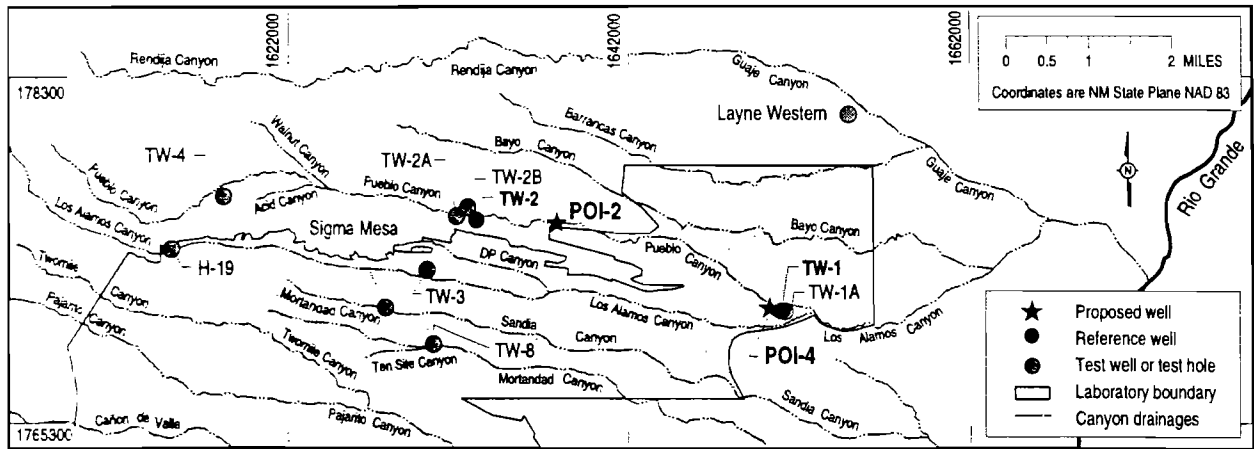 1622000
1642000
1662000
0 0.5 1 2 MILES
Coordinates are NM State Plane NAD 83
178300
1765300
Rendija Canyon
Rendija Canyon
Guaje Canyon
Layne Western
Barrancas Canyon
Walnut Canyon
Bayo Canyon
TW-4
TW-2A
TW-2B
TW-2
Pueblo Canyon
Pueblo Canyon
Acid Canyon
POI-2
Guaje Canyon
N
Rio Grande
Los Alamos Canyon
Sigma Mesa
Bayo Canyon
Pueblo Canyon
DP Canyon
H-19
TW-1
TW-1A
Twomile Canyon
TW-3
Los Alamos Canyon
Los Alamos Canyon
Mortandad Canyon
Sandia Canyon
Pajarito Canyon
Twomile Canyon
TW-8
POI-4
Ten Site Canyon
Mortandad Canyon
Sandia Canyon
Pajarito Canyon
Cañon de Valle
Proposed well
Reference well
Test well or test hole
Laboratory boundary
Canyon drainages